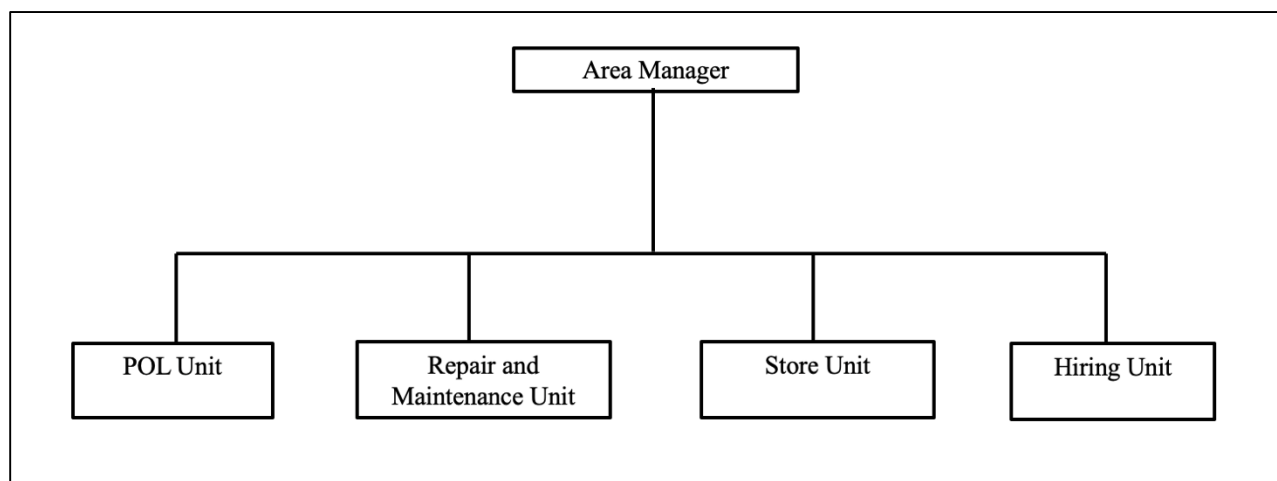 Area Manager
POL Unit
Repair and
Maintenance Unit
Store Unit
Hiring Unit